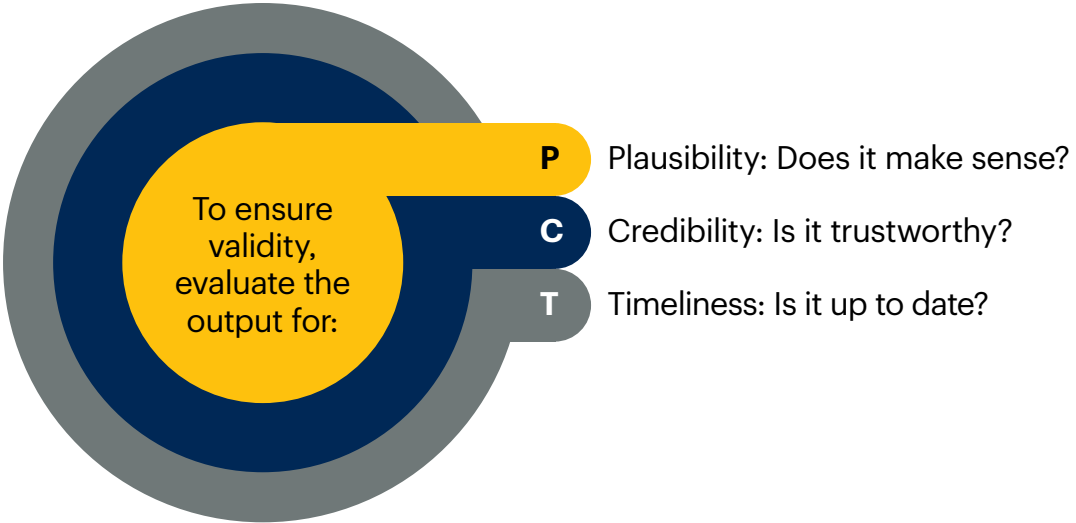 To ensure
validity,
evaluate the
output for:
P Plausibility: Does it make sense?
C Credibility: Is it trustworthy?
T Timeliness: Is it up to date?